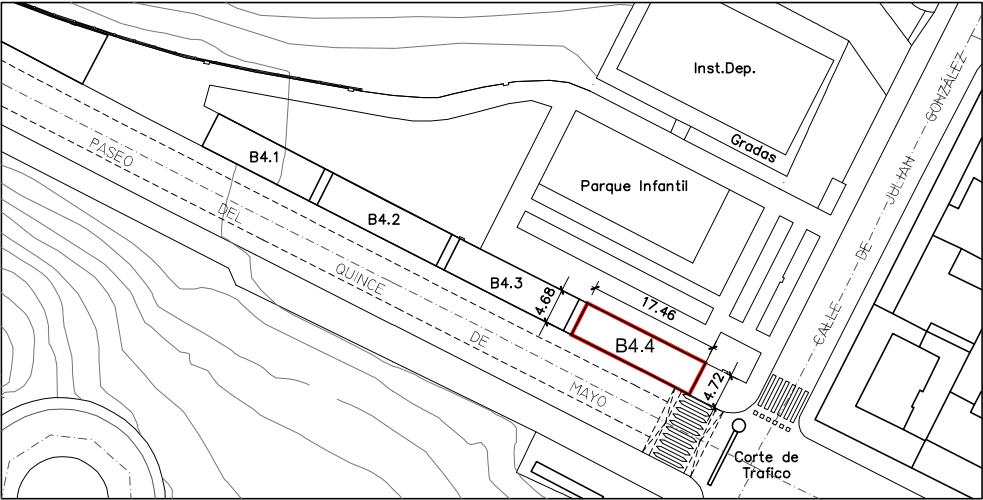 Inst.Dep.
Gradas
Parque Infantil
B4.1
B4.2
B4.3
B4.4
4.68
17.46
4.72
PASEO DEL QUINCE DE MAYO
CALLE DE JULIAN GONZÁLEZ
Corte de
Trafico